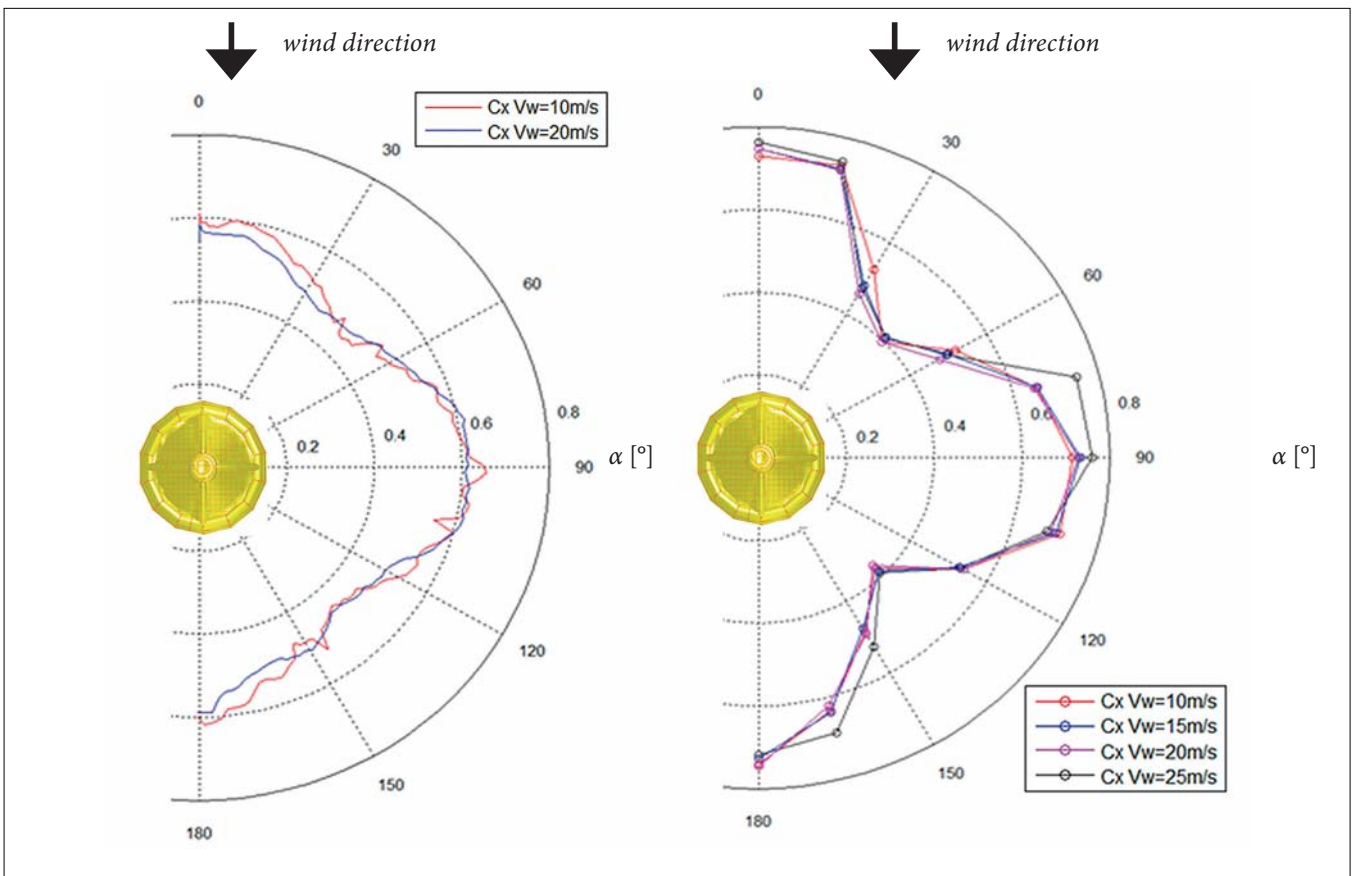 wind direction
0
Cx Vw=10m/s
Cx Vw=20m/s
30
60
0.8
0.6
0.4
0.2
90
α [°]
120
150
180
wind direction
0
30
60
0.8
0.6
0.4
0.2
90
α [°]
120
150
180
Cx Vw=10m/s
Cx Vw=15m/s
Cx Vw=20m/s
Cx Vw=25m/s